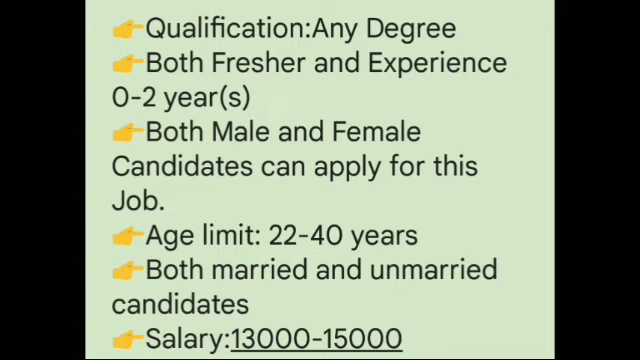 👉Qualification:Any Degree
👉Both Fresher and Experience
0-2 year(s)
👉Both Male and Female
Candidates can apply for this
Job.
👉Age limit: 22-40 years
👉Both married and unmarried
candidates
👉Salary:13000-15000